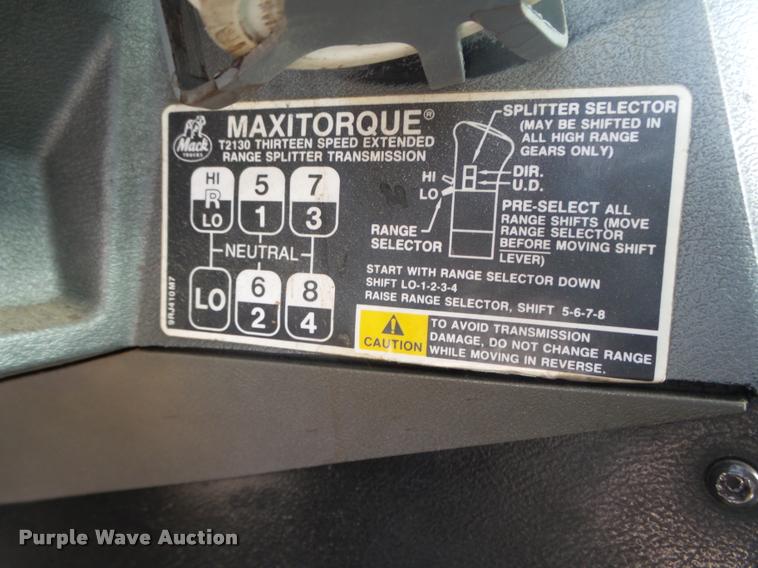 Mack
TRUCKS
MAXITORQUE®
T2130 THIRTEEN SPEED EXTENDED
RANGE SPLITTER TRANSMISSION
SPLITTER SELECTOR
(MAY BE SHIFTED IN
ALL HIGH RANGE
GEARS ONLY)
HI
LO
DIR.
U.D.
RANGE
SELECTOR
PRE-SELECT ALL
RANGE SHIFTS (MOVE
RANGE SELECTOR
BEFORE MOVING SHIFT
LEVER)
HI 5 7
R
LO 1 3
NEUTRAL
LO 6 8
2 4
START WITH RANGE SELECTOR DOWN
SHIFT LO-1-2-3-4
RAISE RANGE SELECTOR, SHIFT 5-6-7-8
CAUTION
TO AVOID TRANSMISSION
DAMAGE, DO NOT CHANGE RANGE
WHILE MOVING IN REVERSE.
9RJ410M7
Purple Wave Auction